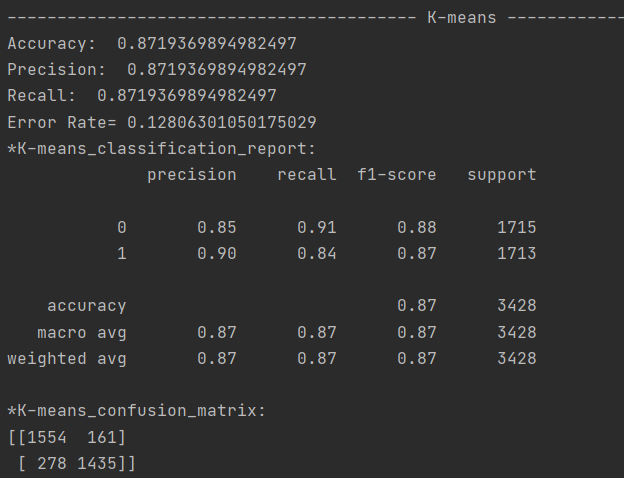 ----------------------------------------- K-means ------------
Accuracy:  0.8719369894982497
Precision:  0.8719369894982497
Recall:  0.8719369894982497
Error Rate= 0.12806301050175029
*K-means_classification_report:
              precision    recall  f1-score   support

           0       0.85      0.91      0.88      1715
           1       0.90      0.84      0.87      1713

    accuracy                           0.87      3428
   macro avg       0.87      0.87      0.87      3428
weighted avg       0.87      0.87      0.87      3428

*K-means_confusion_matrix:
[[1554  161]
 [ 278 1435]]